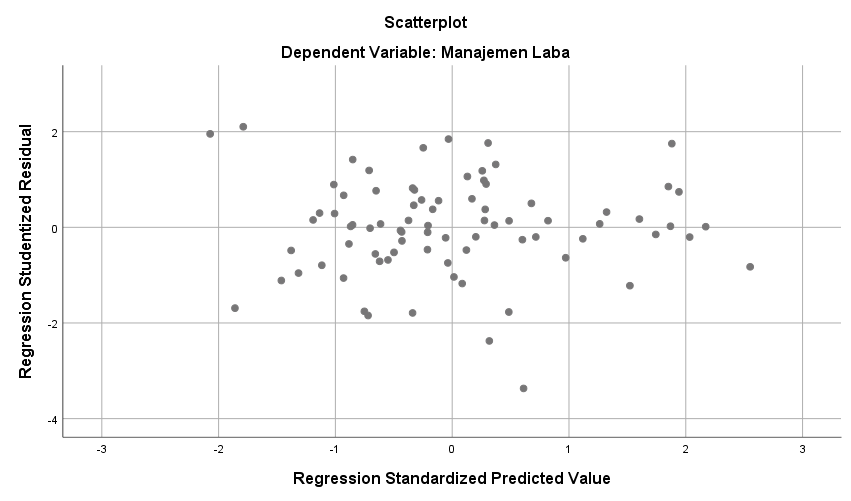 Scatterplot
Dependent Variable: Manajemen Laba
Regression Studentized Residual
2
0
-2
-4
-3 -2 -1 0 1 2 3
Regression Standardized Predicted Value